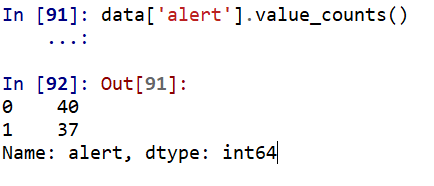 In [91]: data['alert'].value_counts()
    ...:
In [92]: Out[91]:
0    40
1    37
Name: alert, dtype: int64